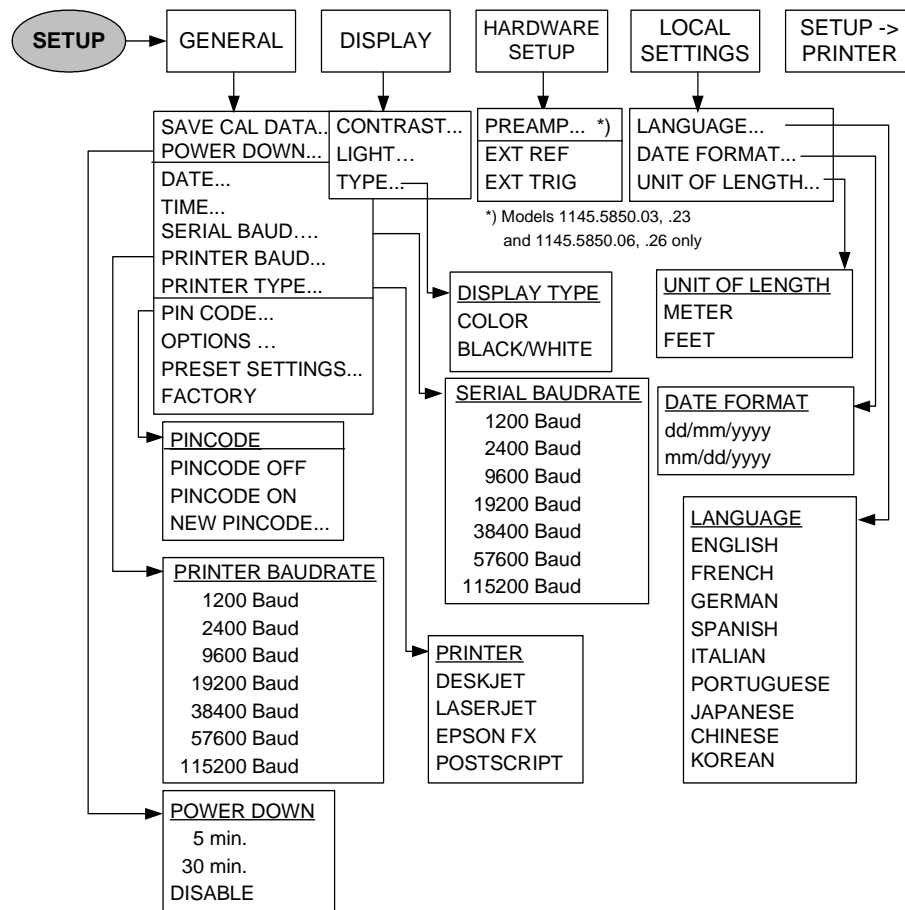 SETUP
GENERAL
DISPLAY
HARDWARE
SETUP
LOCAL
SETTINGS
SETUP ->
PRINTER
SAVE CAL DATA...
POWER DOWN...
DATE...
TIME...
SERIAL BAUD….
PRINTER BAUD...
PRINTER TYPE...
PIN CODE...
OPTIONS ...
PRESET SETTINGS...
FACTORY
CONTRAST...
LIGHT…
TYPE...
PREAMP... *)
EXT REF
EXT TRIG
*) Models 1145.5850.03, .23
and 1145.5850.06, .26 only
LANGUAGE...
DATE FORMAT...
UNIT OF LENGTH...
DISPLAY TYPE
COLOR
BLACK/WHITE
UNIT OF LENGTH
METER
FEET
SERIAL BAUDRATE
1200 Baud
2400 Baud
9600 Baud
19200 Baud
38400 Baud
57600 Baud
115200 Baud
DATE FORMAT
dd/mm/yyyy
mm/dd/yyyy
PINCODE
PINCODE OFF
PINCODE ON
NEW PINCODE...
LANGUAGE
ENGLISH
FRENCH
GERMAN
SPANISH
ITALIAN
PORTUGUESE
JAPANESE
CHINESE
KOREAN
PRINTER BAUDRATE
1200 Baud
2400 Baud
9600 Baud
19200 Baud
38400 Baud
57600 Baud
115200 Baud
PRINTER
DESKJET
LASERJET
EPSON FX
POSTSCRIPT
POWER DOWN
5 min.
30 min.
DISABLE